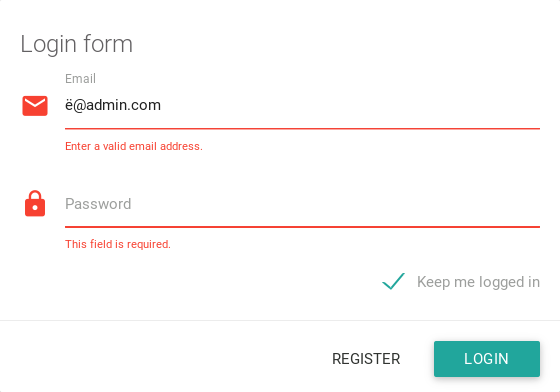 Login form
Email
ë@admin.com
Enter a valid email address.
Password
This field is required.
Keep me logged in
REGISTER
LOGIN